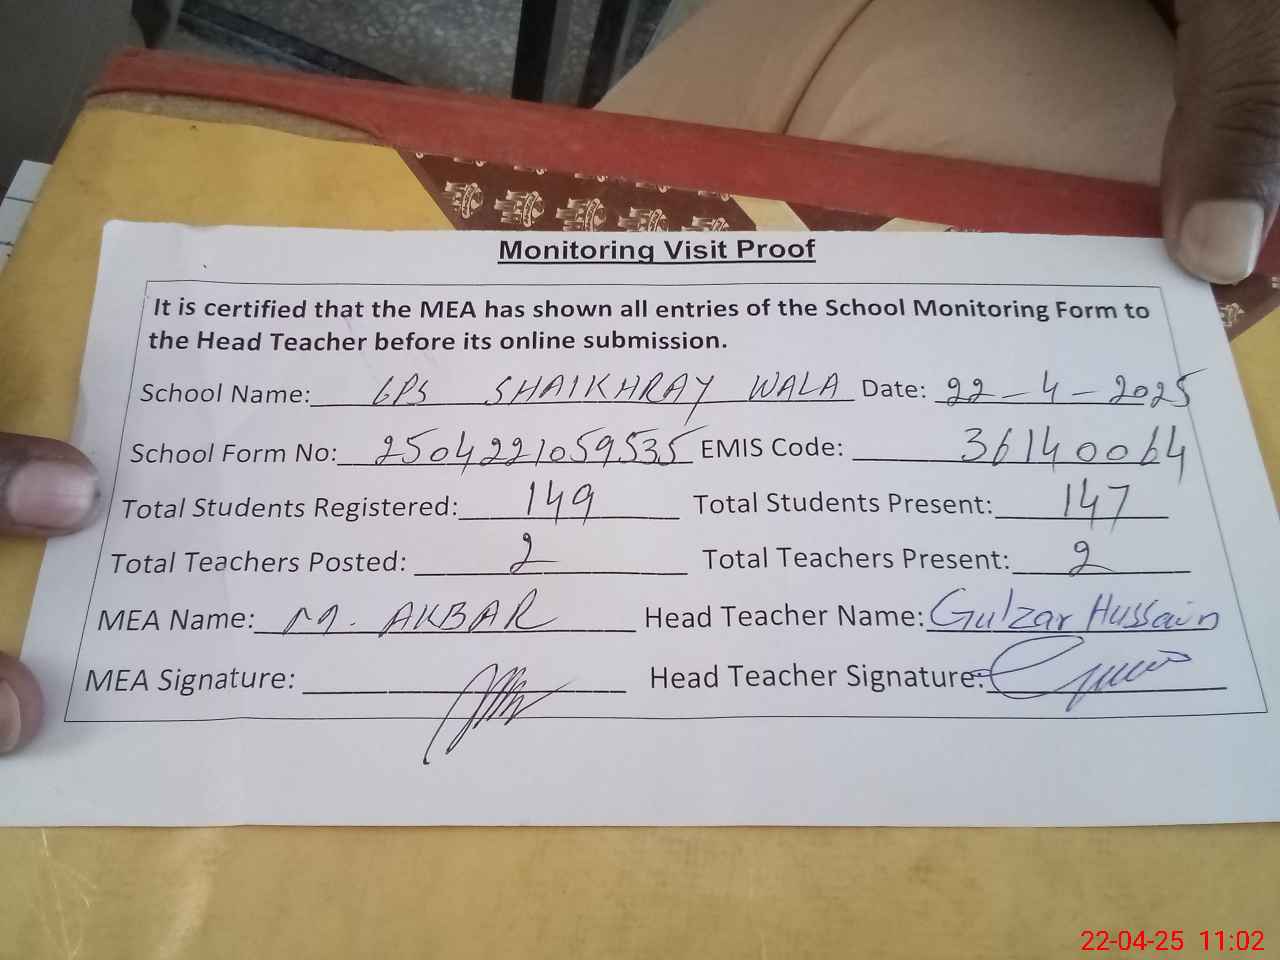 Monitoring Visit Proof
It is certified that the MEA has shown all entries of the School Monitoring Form to
the Head Teacher before its online submission.
School Name: GPS SHAIKHRAY WALA Date: 22-4-2025
School Form No: 2504221059535 EMIS Code: 36140064
Total Students Registered: 149 Total Students Present: 147
Total Teachers Posted: 2 Total Teachers Present: 2
MEA Name: M. AKBAR Head Teacher Name: Gulzar Hussain
MEA Signature: Head Teacher Signature:
22-04-25 11:02